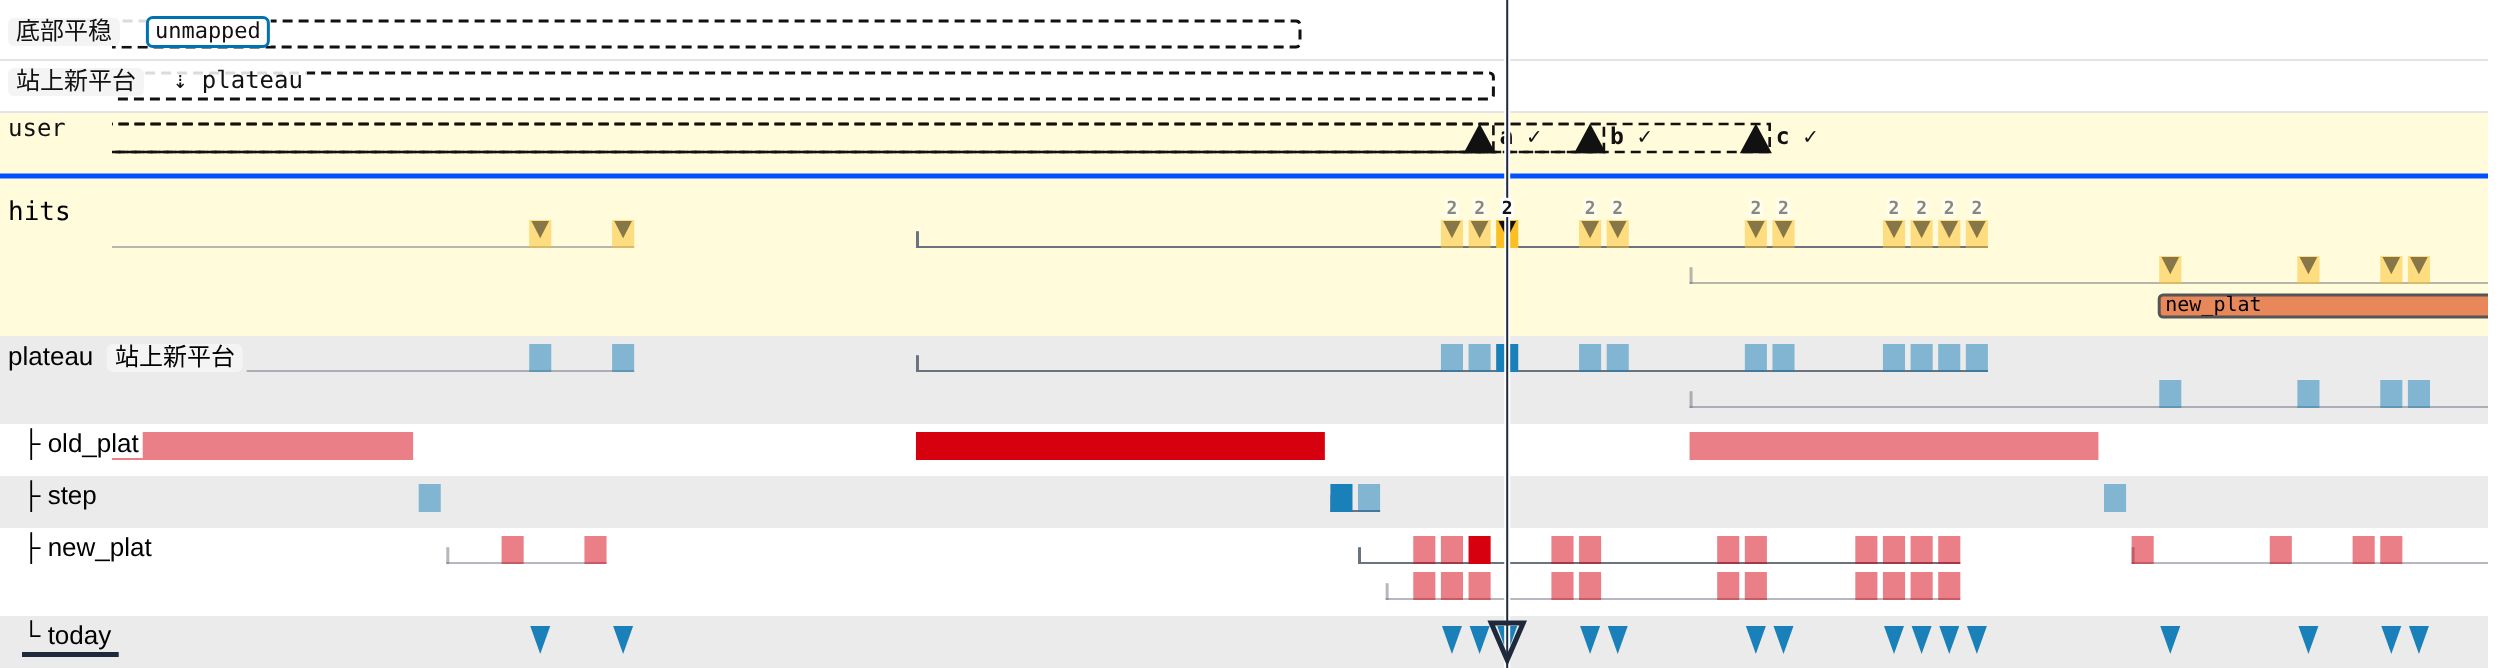 底部平稳 unmapped
站上新平台 ⇣ plateau
user a ✓ b ✓ c ✓
hits 2 2 2 2 2 2 2 2 2 2 2
new_plat
plateau 站上新平台
├ old_plat
├ step
├ new_plat
└ today